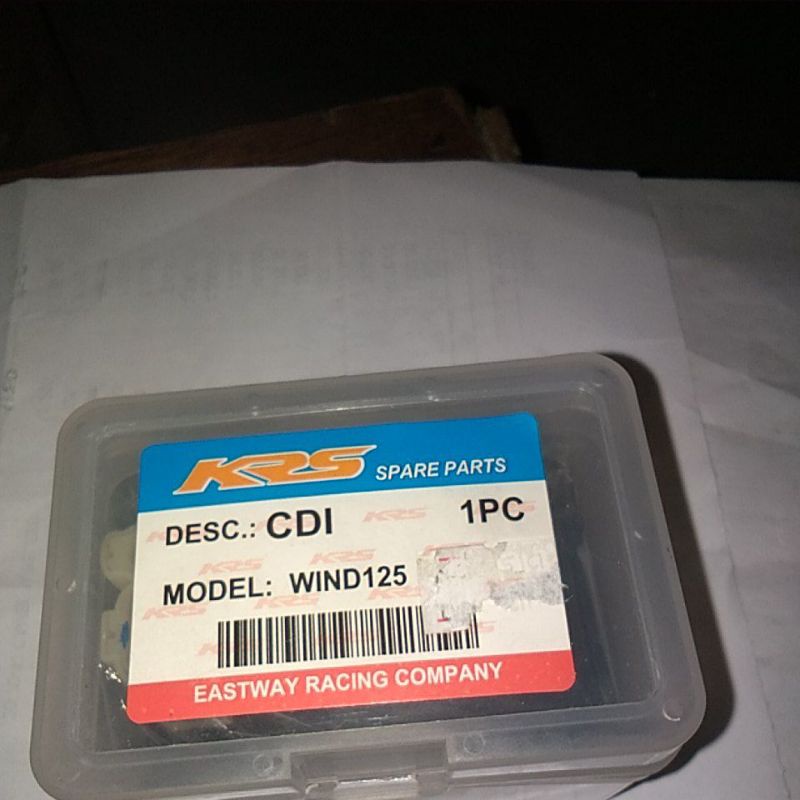 KRS SPARE PARTS
DESC.: CDI 1PC
MODEL: WIND125
EASTWAY RACING COMPANY